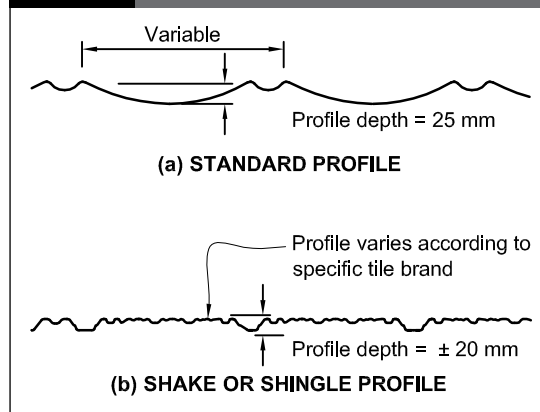 Variable
Profile depth = 25 mm
(a) STANDARD PROFILE
Profile varies according to
specific tile brand
Profile depth = ± 20 mm
(b) SHAKE OR SHINGLE PROFILE